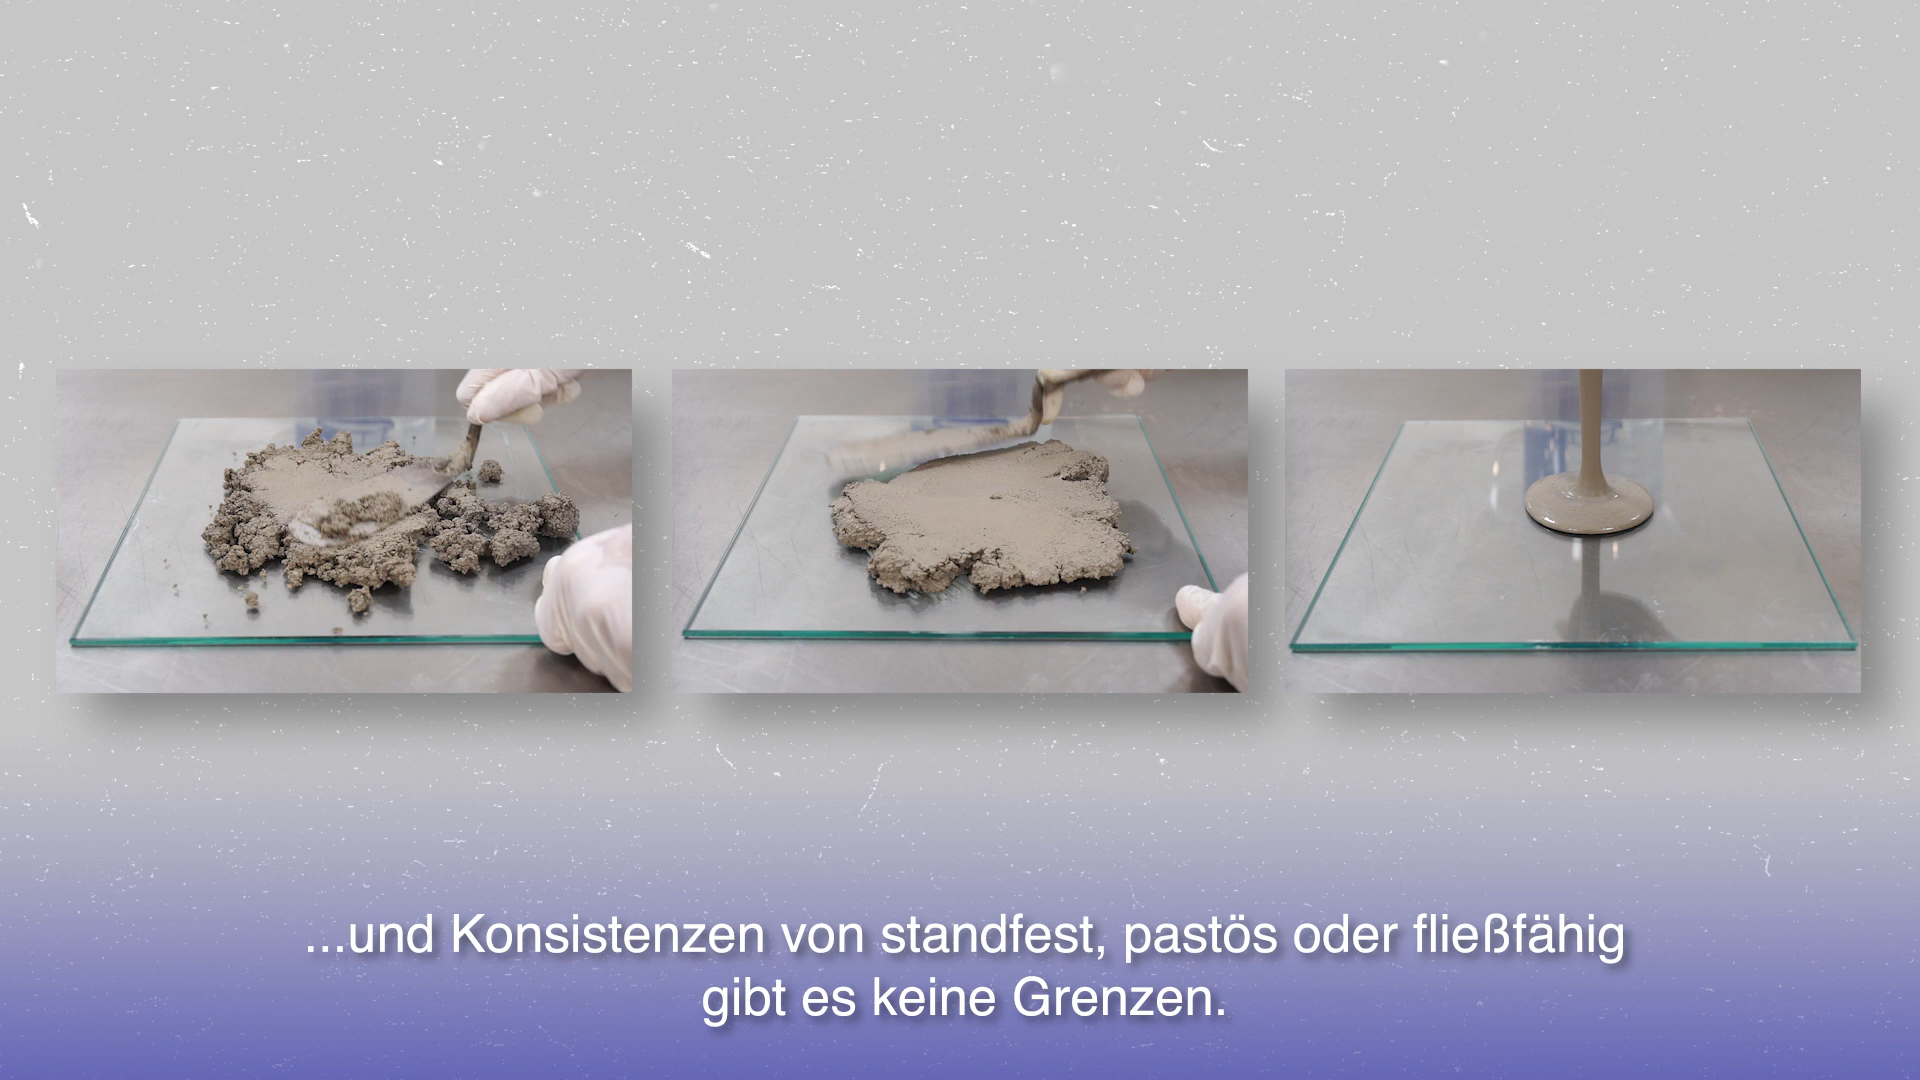 ...und Konsistenzen von standfest, pastös oder fließfähig
gibt es keine Grenzen.